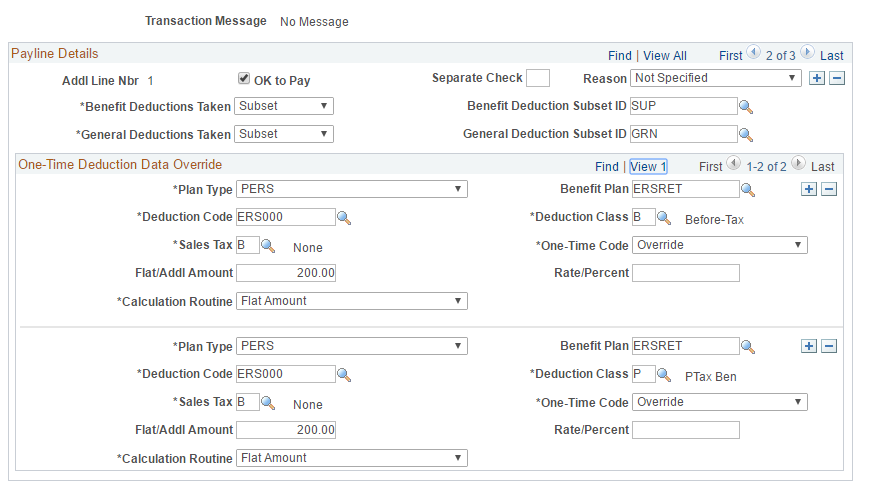 Transaction Message No Message
Payline Details Find | View All First 2 of 3 Last
Addl Line Nbr 1 OK to Pay Separate Check Reason Not Specified
*Benefit Deductions Taken Subset Benefit Deduction Subset ID SUP
*General Deductions Taken Subset General Deduction Subset ID GRN
One-Time Deduction Data Override Find | View 1 First 1-2 of 2 Last
*Plan Type PERS Benefit Plan ERSRET
*Deduction Code ERS000 *Deduction Class B Before-Tax
*Sales Tax B None *One-Time Code Override
Flat/Addl Amount 200.00 Rate/Percent
*Calculation Routine Flat Amount
*Plan Type PERS Benefit Plan ERSRET
*Deduction Code ERS000 *Deduction Class P PTax Ben
*Sales Tax B None *One-Time Code Override
Flat/Addl Amount 200.00 Rate/Percent
*Calculation Routine Flat Amount